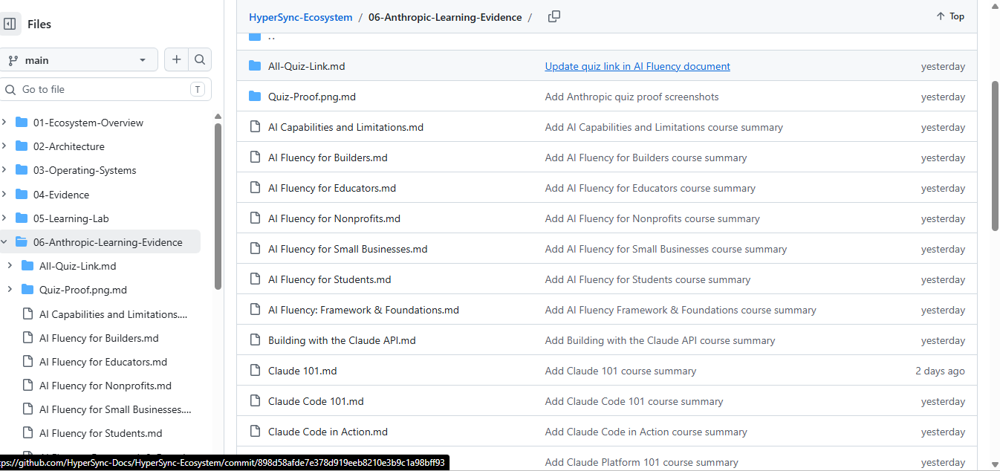 Files
main
Go to file
T
01-Ecosystem-Overview
02-Architecture
03-Operating-Systems
04-Evidence
05-Learning-Lab
06-Anthropic-Learning-Evidence
All-Quiz-Link.md
Quiz-Proof.png.md
AI Capabilities and Limitations....
AI Fluency for Builders.md
AI Fluency for Educators.md
AI Fluency for Nonprofits.md
AI Fluency for Small Businesses....
AI Fluency for Students.md
HyperSync-Ecosystem / 06-Anthropic-Learning-Evidence /
Top
..
All-Quiz-Link.md Update quiz link in AI Fluency document yesterday
Quiz-Proof.png.md Add Anthropic quiz proof screenshots yesterday
AI Capabilities and Limitations.md Add AI Capabilities and Limitations course summary yesterday
AI Fluency for Builders.md Add AI Fluency for Builders course summary yesterday
AI Fluency for Educators.md Add AI Fluency for Educators course summary yesterday
AI Fluency for Nonprofits.md Add AI Fluency for Nonprofits course summary yesterday
AI Fluency for Small Businesses.md Add AI Fluency for Small Businesses course summary yesterday
AI Fluency for Students.md Add AI Fluency for Students course summary yesterday
AI Fluency: Framework & Foundations.md Add AI Fluency Framework & Foundations course summary yesterday
Building with the Claude API.md Add Building with the Claude API course summary yesterday
Claude 101.md Add Claude 101 course summary 2 days ago
Claude Code 101.md Add Claude Code 101 course summary yesterday
Claude Code in Action.md Add Claude Code in Action course summary yesterday
Add Claude Platform 101 course summary yesterday
tps://github.com/HyperSync-Docs/HyperSync-Ecosystem/commit/898d58afde7e378d919eeb8210e3b9c1a98bff93